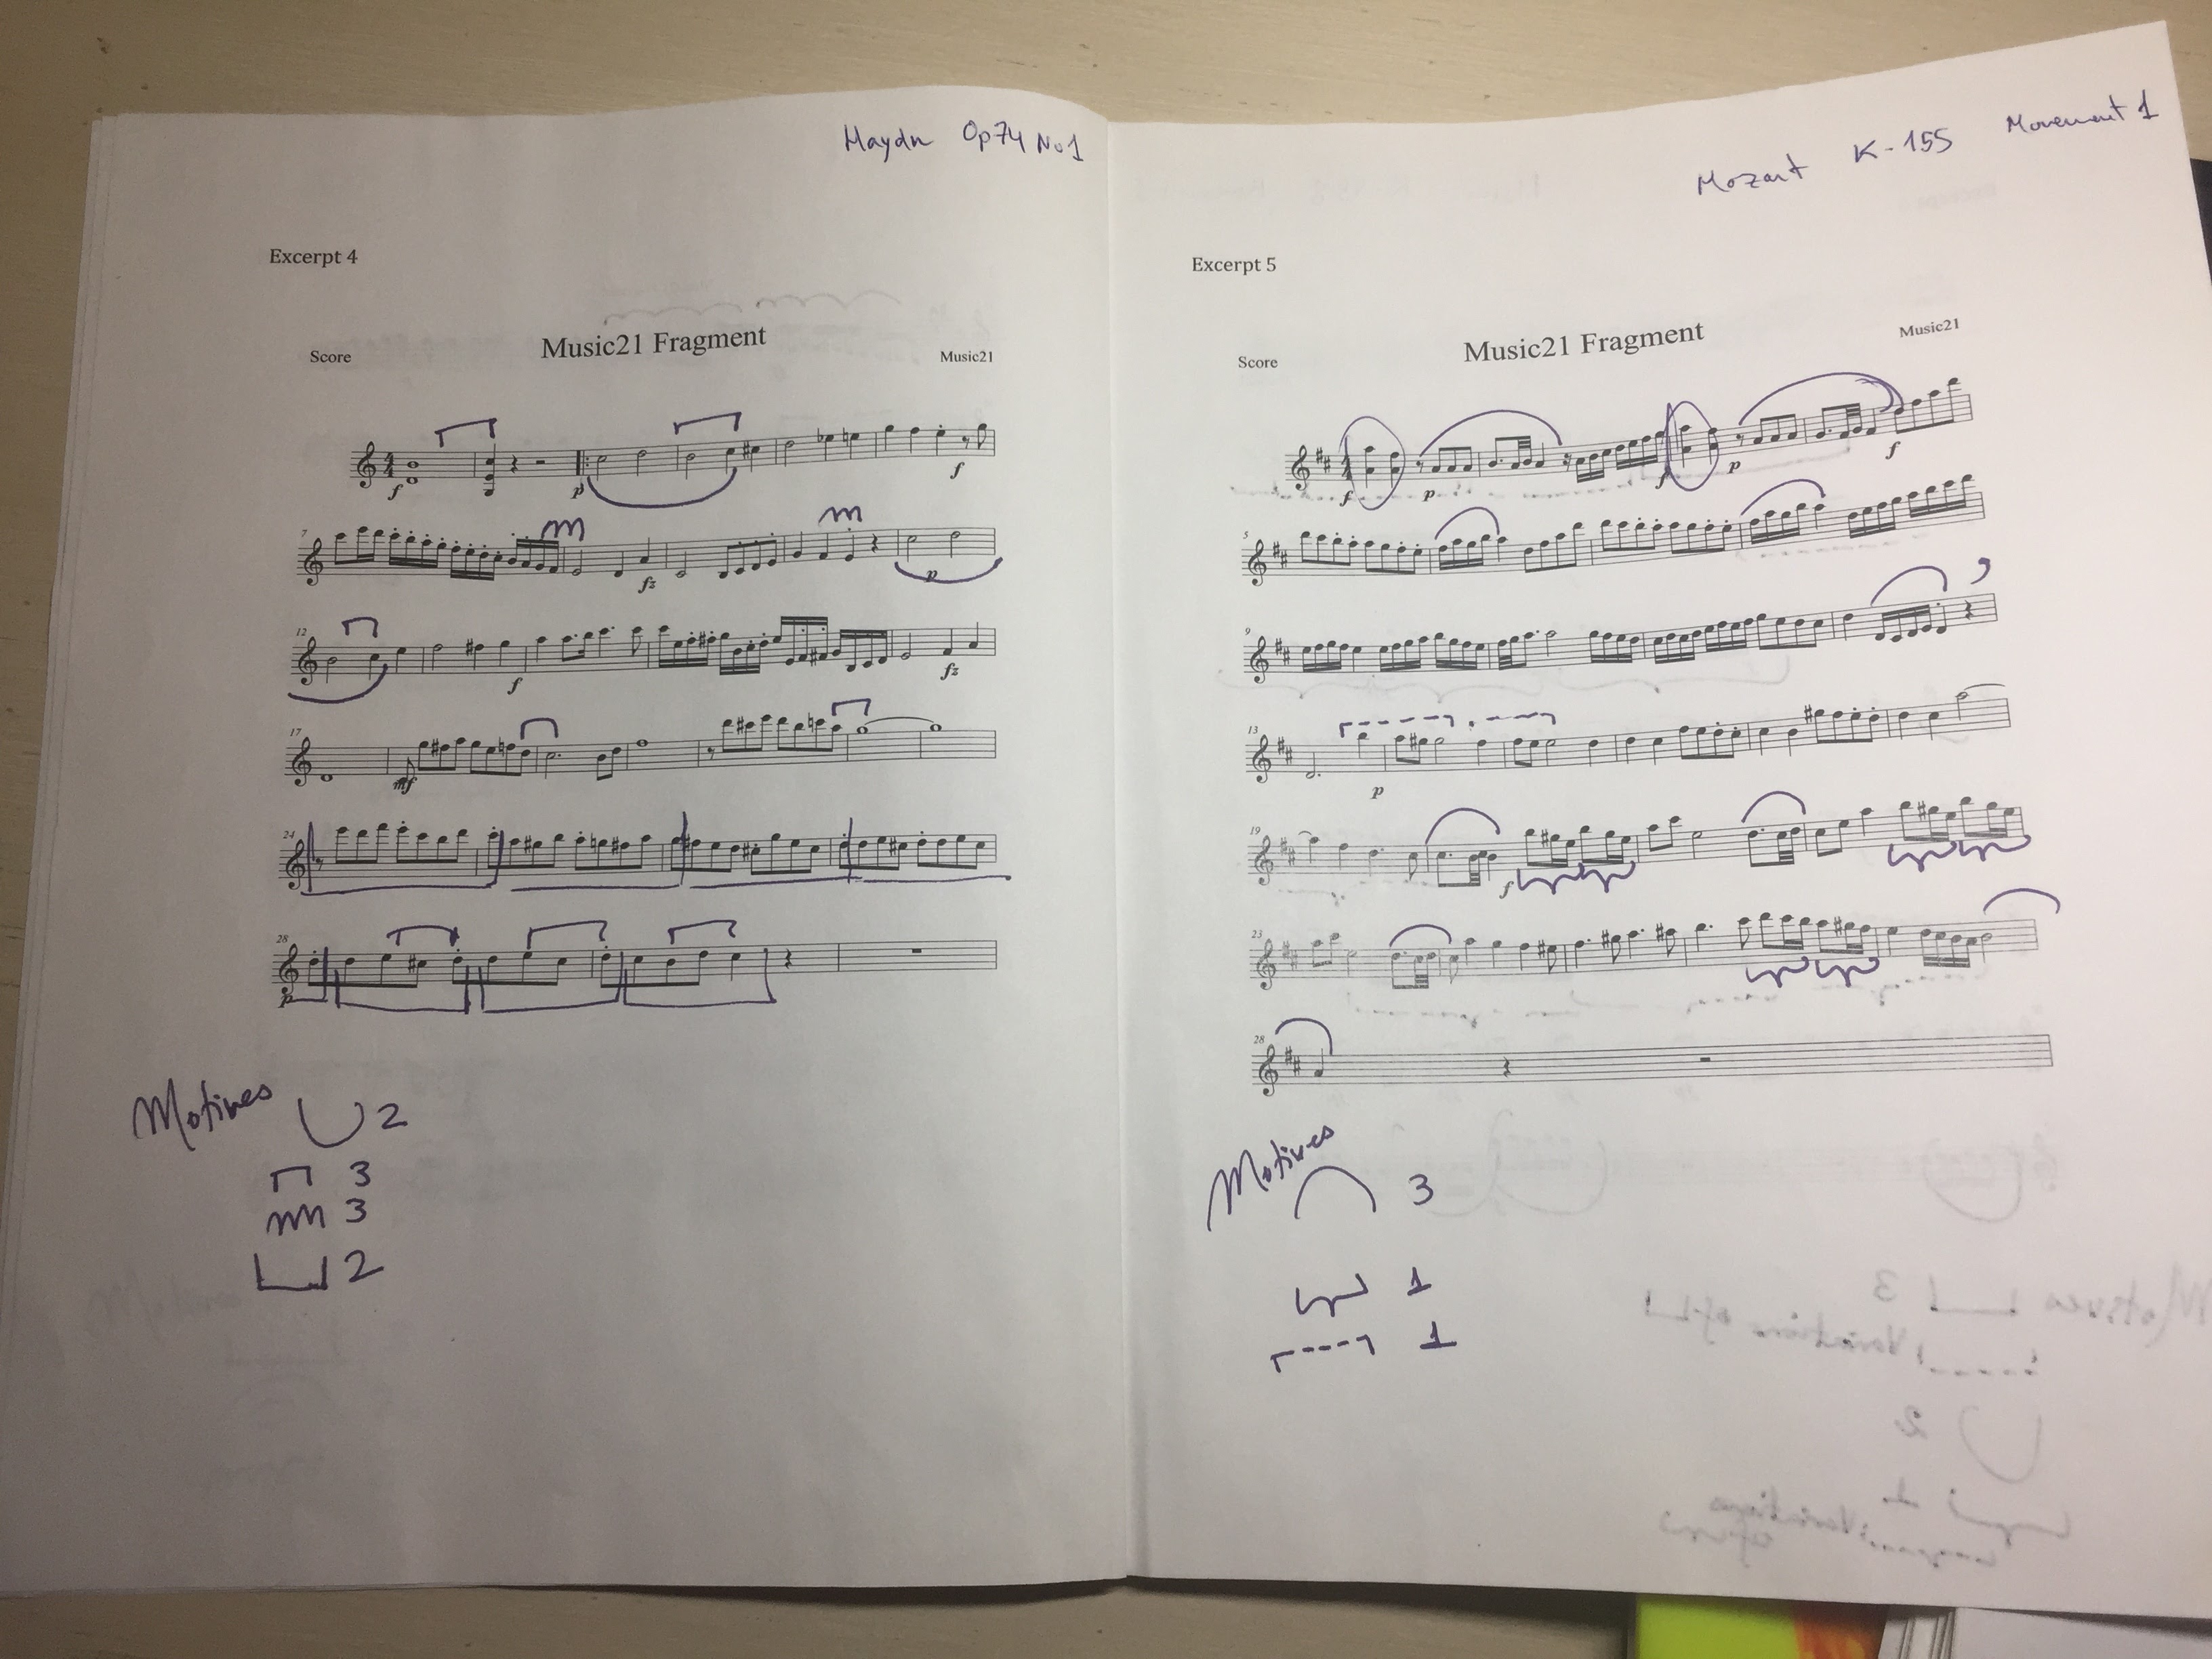 Haydn Op74 No1
Excerpt 4
Music21 Fragment
Score
Music21
f
p
f
7
fz
p
12
f
fz
17
mf
24
28
p
Motives
2
3
3
2
Mozart K-155 Movement 1
Excerpt 5
Music21 Fragment
Score
Music21
f
p
f
p
f
5
9
13
p
19
f
23
28
Motives
3
1
1